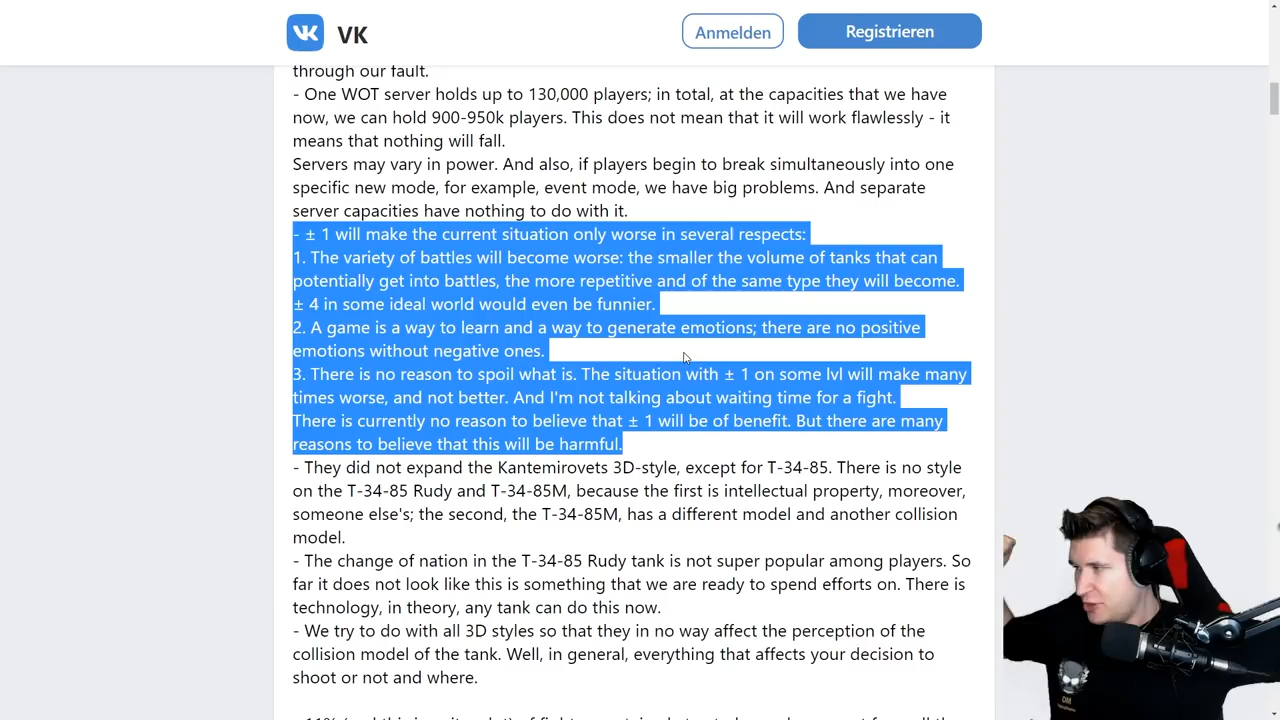 VK
Anmelden
Registrieren
through our fault.
- One WOT server holds up to 130,000 players; in total, at the capacities that we have
now, we can hold 900-950k players. This does not mean that it will work flawlessly - it
means that nothing will fall.
Servers may vary in power. And also, if players begin to break simultaneously into one
specific new mode, for example, event mode, we have big problems. And separate
server capacities have nothing to do with it.
- ± 1 will make the current situation only worse in several respects:
1. The variety of battles will become worse: the smaller the volume of tanks that can
potentially get into battles, the more repetitive and of the same type they will become.
± 4 in some ideal world would even be funnier.
2. A game is a way to learn and a way to generate emotions; there are no positive
emotions without negative ones.
3. There is no reason to spoil what is. The situation with ± 1 on some lvl will make many
times worse, and not better. And I'm not talking about waiting time for a fight.
There is currently no reason to believe that ± 1 will be of benefit. But there are many
reasons to believe that this will be harmful.
- They did not expand the Kantemirovets 3D-style, except for T-34-85. There is no style
on the T-34-85 Rudy and T-34-85M, because the first is intellectual property, moreover,
someone else's; the second, the T-34-85M, has a different model and another collision
model.
- The change of nation in the T-34-85 Rudy tank is not super popular among players. So
far it does not look like this is something that we are ready to spend efforts on. There is
technology, in theory, any tank can do this now.
- We try to do with all 3D styles so that they in no way affect the perception of the
collision model of the tank. Well, in general, everything that affects your decision to
shoot or not and where.